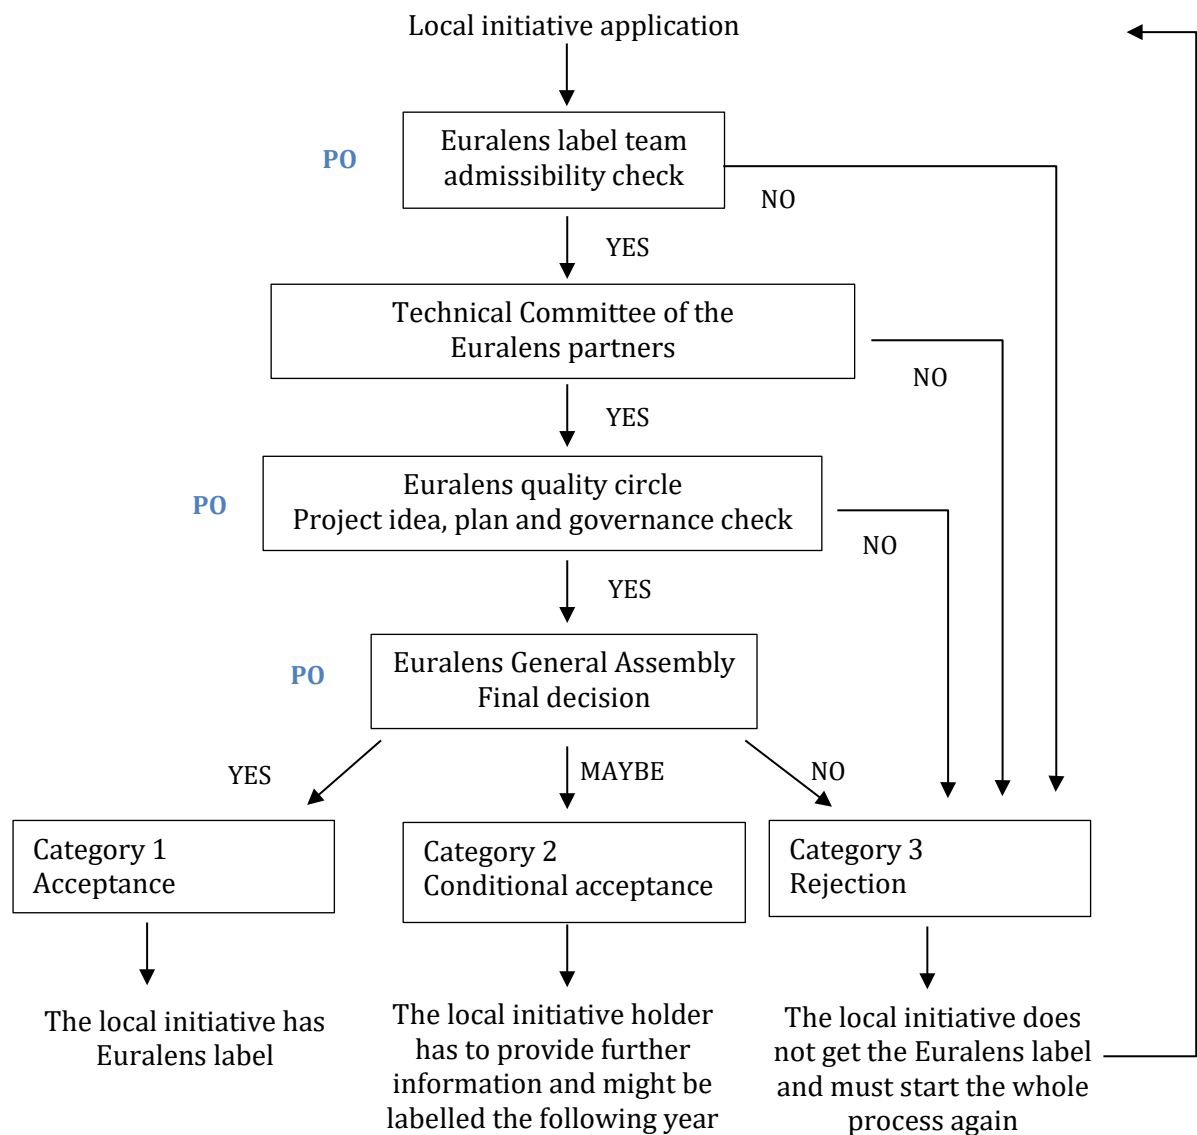 Local initiative application
PO
Euralens label team
admissibility check
NO
YES
Technical Committee of the
Euralens partners
NO
YES
PO
Euralens quality circle
Project idea, plan and governance check
NO
YES
PO
Euralens General Assembly
Final decision
YES
MAYBE
NO
Category 1
Acceptance
Category 2
Conditional acceptance
Category 3
Rejection
The local initiative has
Euralens label
The local initiative holder
has to provide further
information and might be
labelled the following year
The local initiative does
not get the Euralens label
and must start the whole
process again